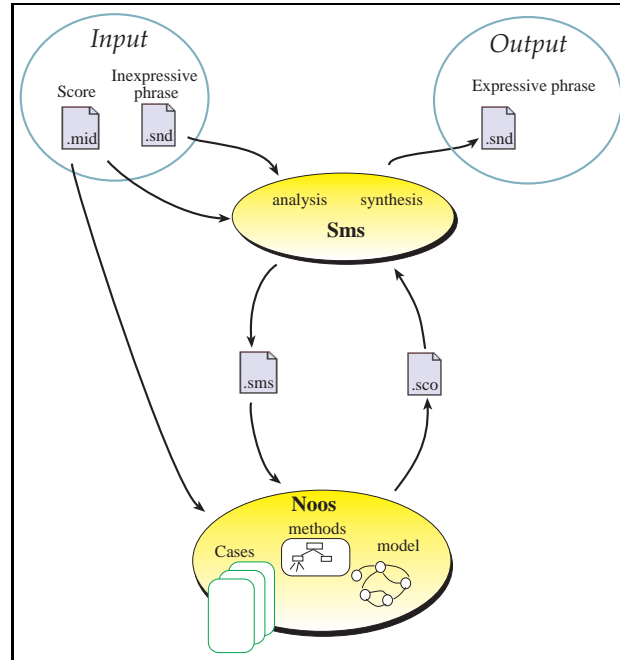 Input
Score
Inexpressive
phrase
.mid
.snd
Output
Expressive phrase
.snd
analysis synthesis
Sms
.sms
.sco
Noos
methods
Cases
model